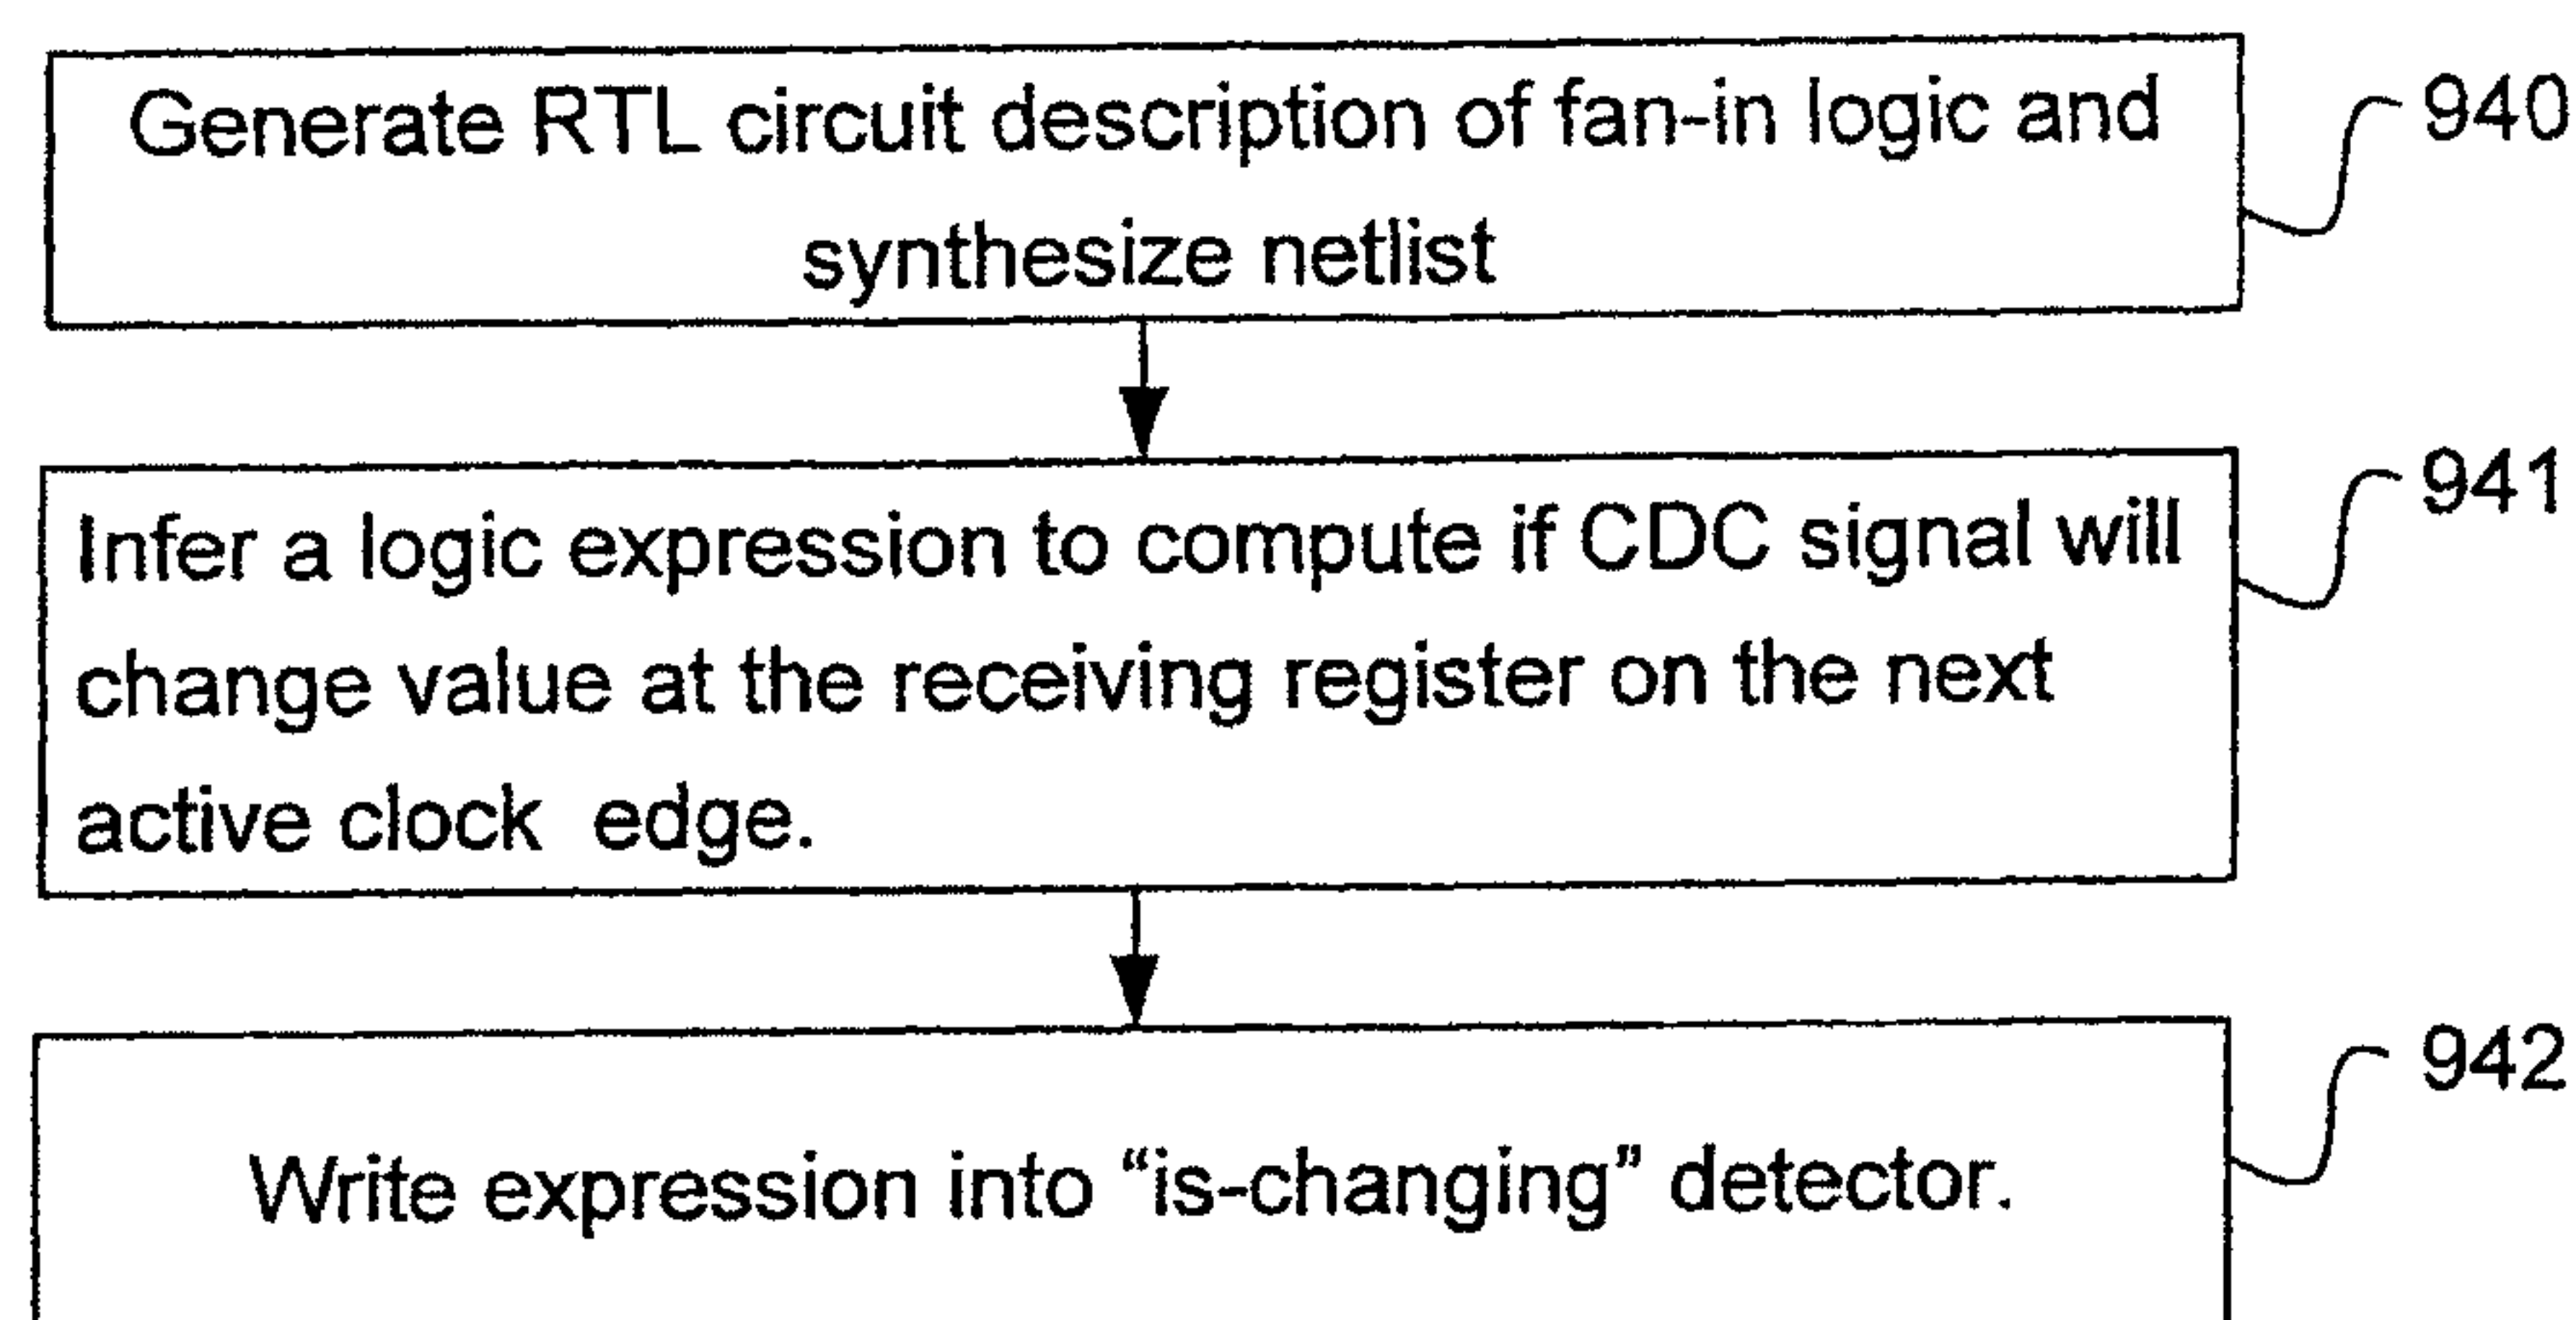 Generate RTL circuit description of fan-in logic and
synthesize netlist
940
Infer a logic expression to compute if CDC signal will
change value at the receiving register on the next
active clock  edge.
941
Write expression into “is-changing” detector.
942